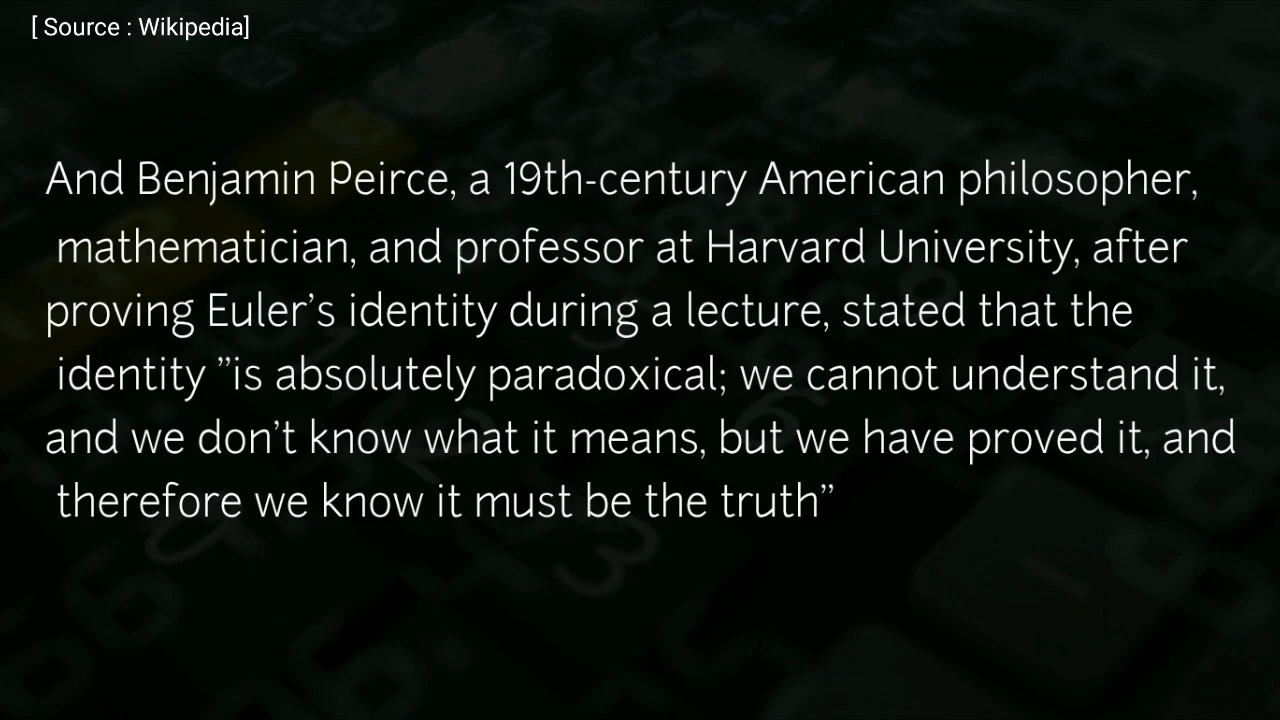 [ Source : Wikipedia]
And Benjamin Peirce, a 19th-century American philosopher,
mathematician, and professor at Harvard University, after
proving Euler’s identity during a lecture, stated that the
identity ”is absolutely paradoxical; we cannot understand it,
and we don’t know what it means, but we have proved it, and
therefore we know it must be the truth”